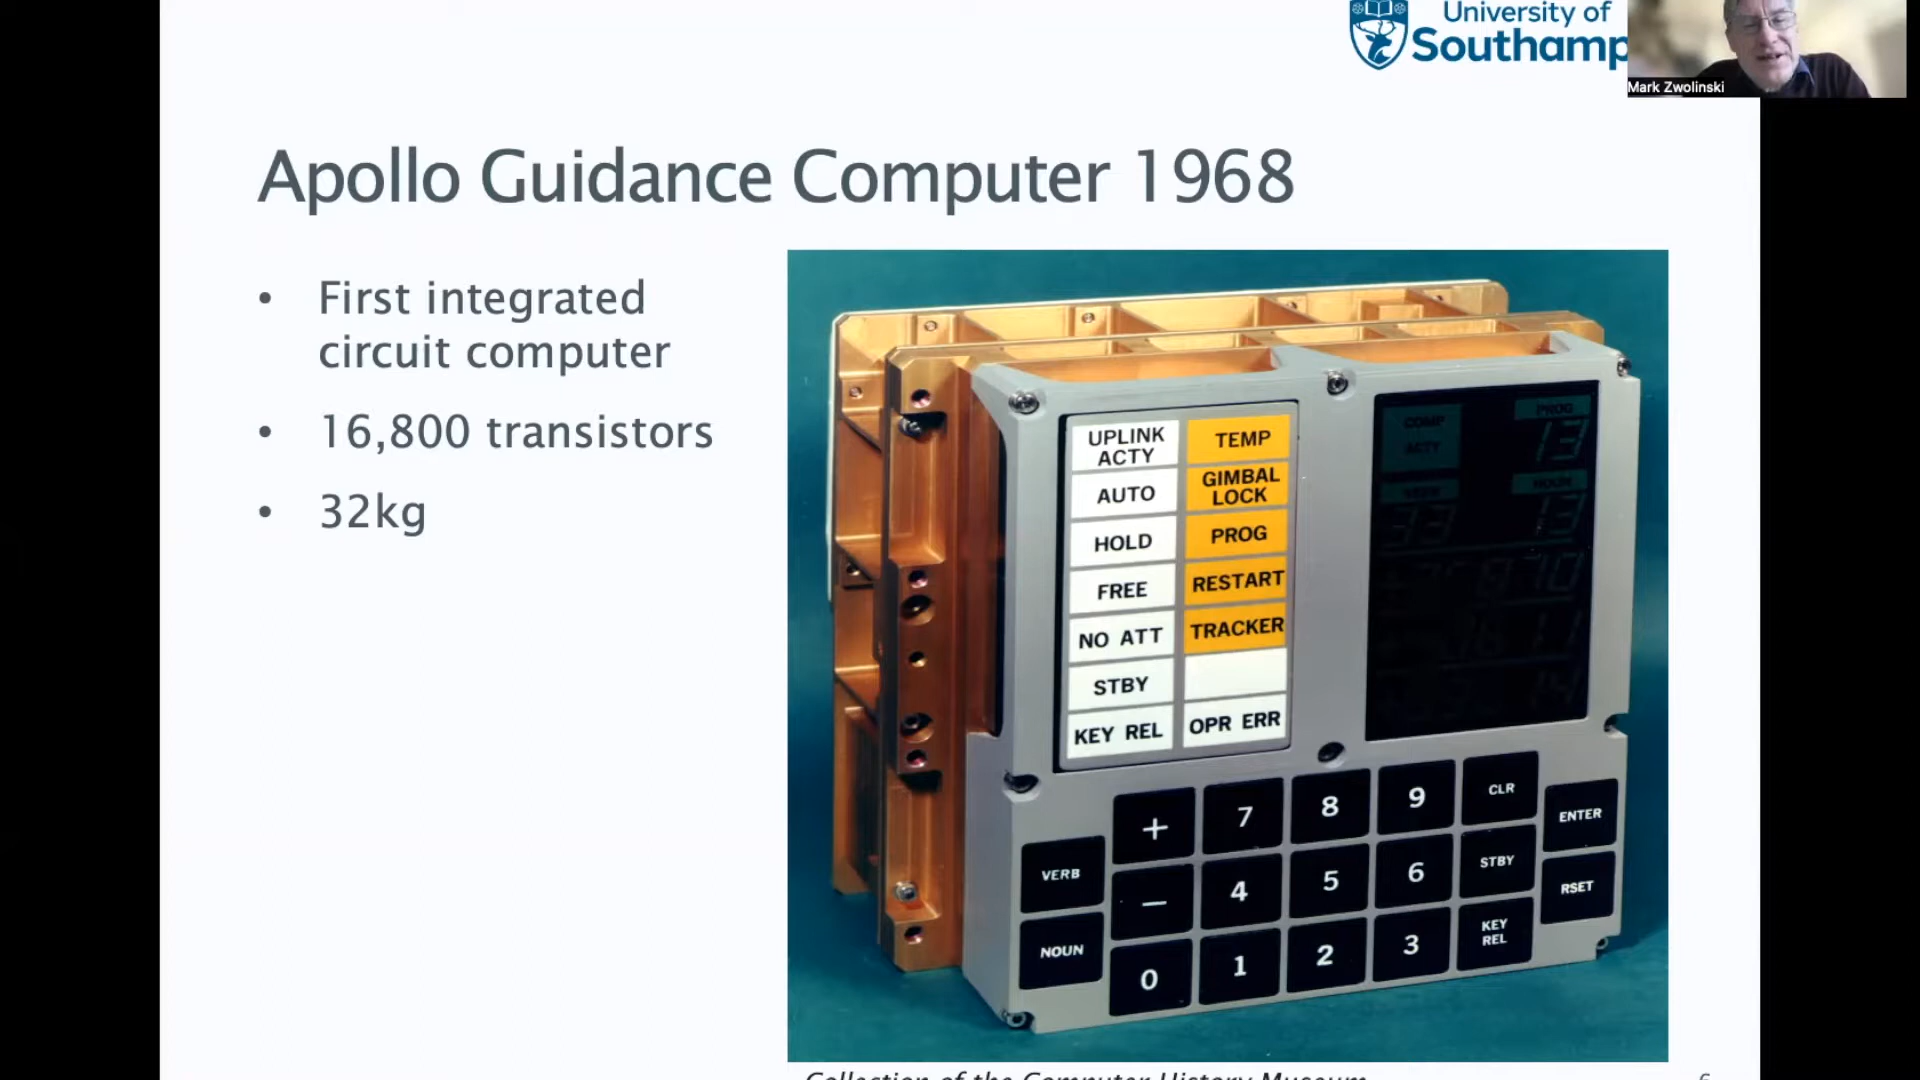 University of
Southamp
Mark Zwolinski
Apollo Guidance Computer 1968
• First integrated
circuit computer
• 16,800 transistors
• 32kg
UPLINK
ACTY
TEMP
AUTO
GIMBAL
LOCK
HOLD
PROG
FREE
RESTART
NO ATT
TRACKER
STBY
KEY REL
OPR ERR
COMP
ACTY
PROG
NOUN
+
7
8
9
CLR
ENTER
VERB
−
4
5
6
STBY
RSET
NOUN
0
1
2
3
KEY
REL
Collection of the Computer History Museum